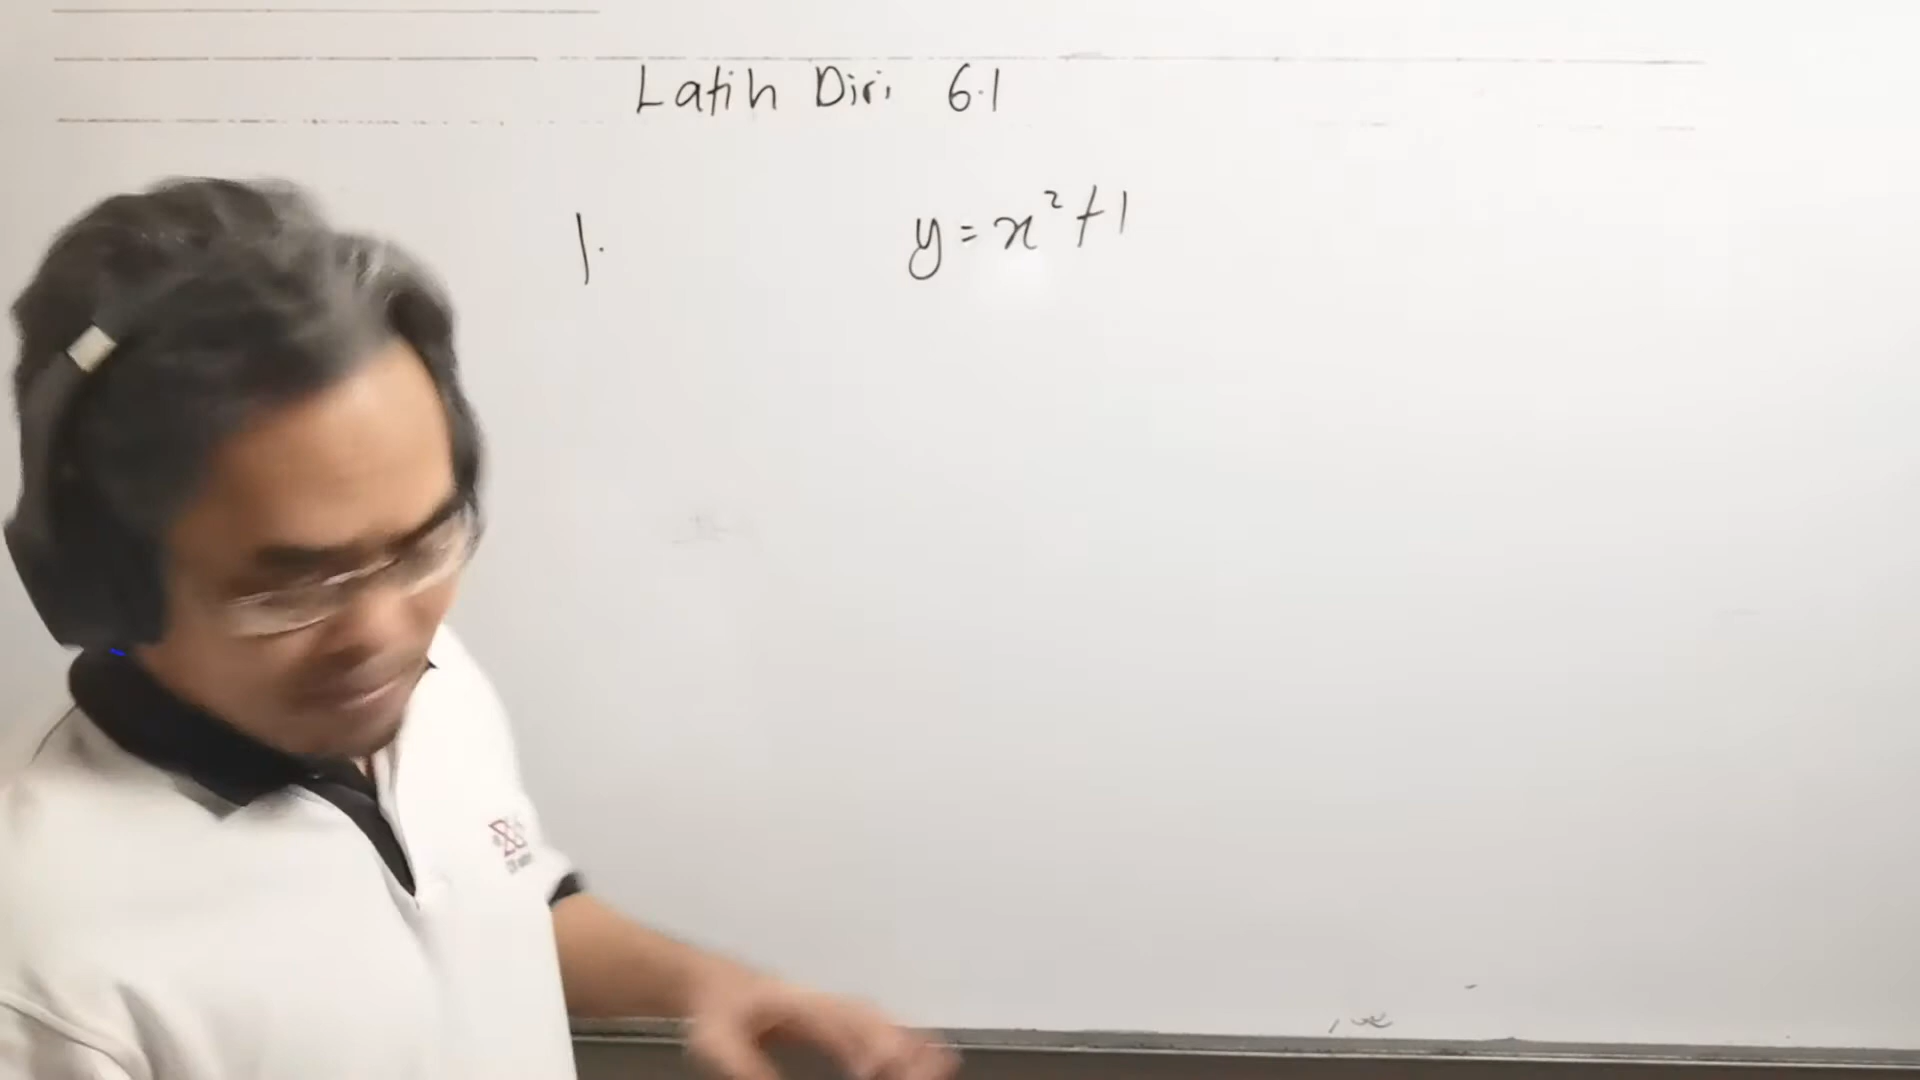 Latih Diri 6.1
1. y = x² + 1